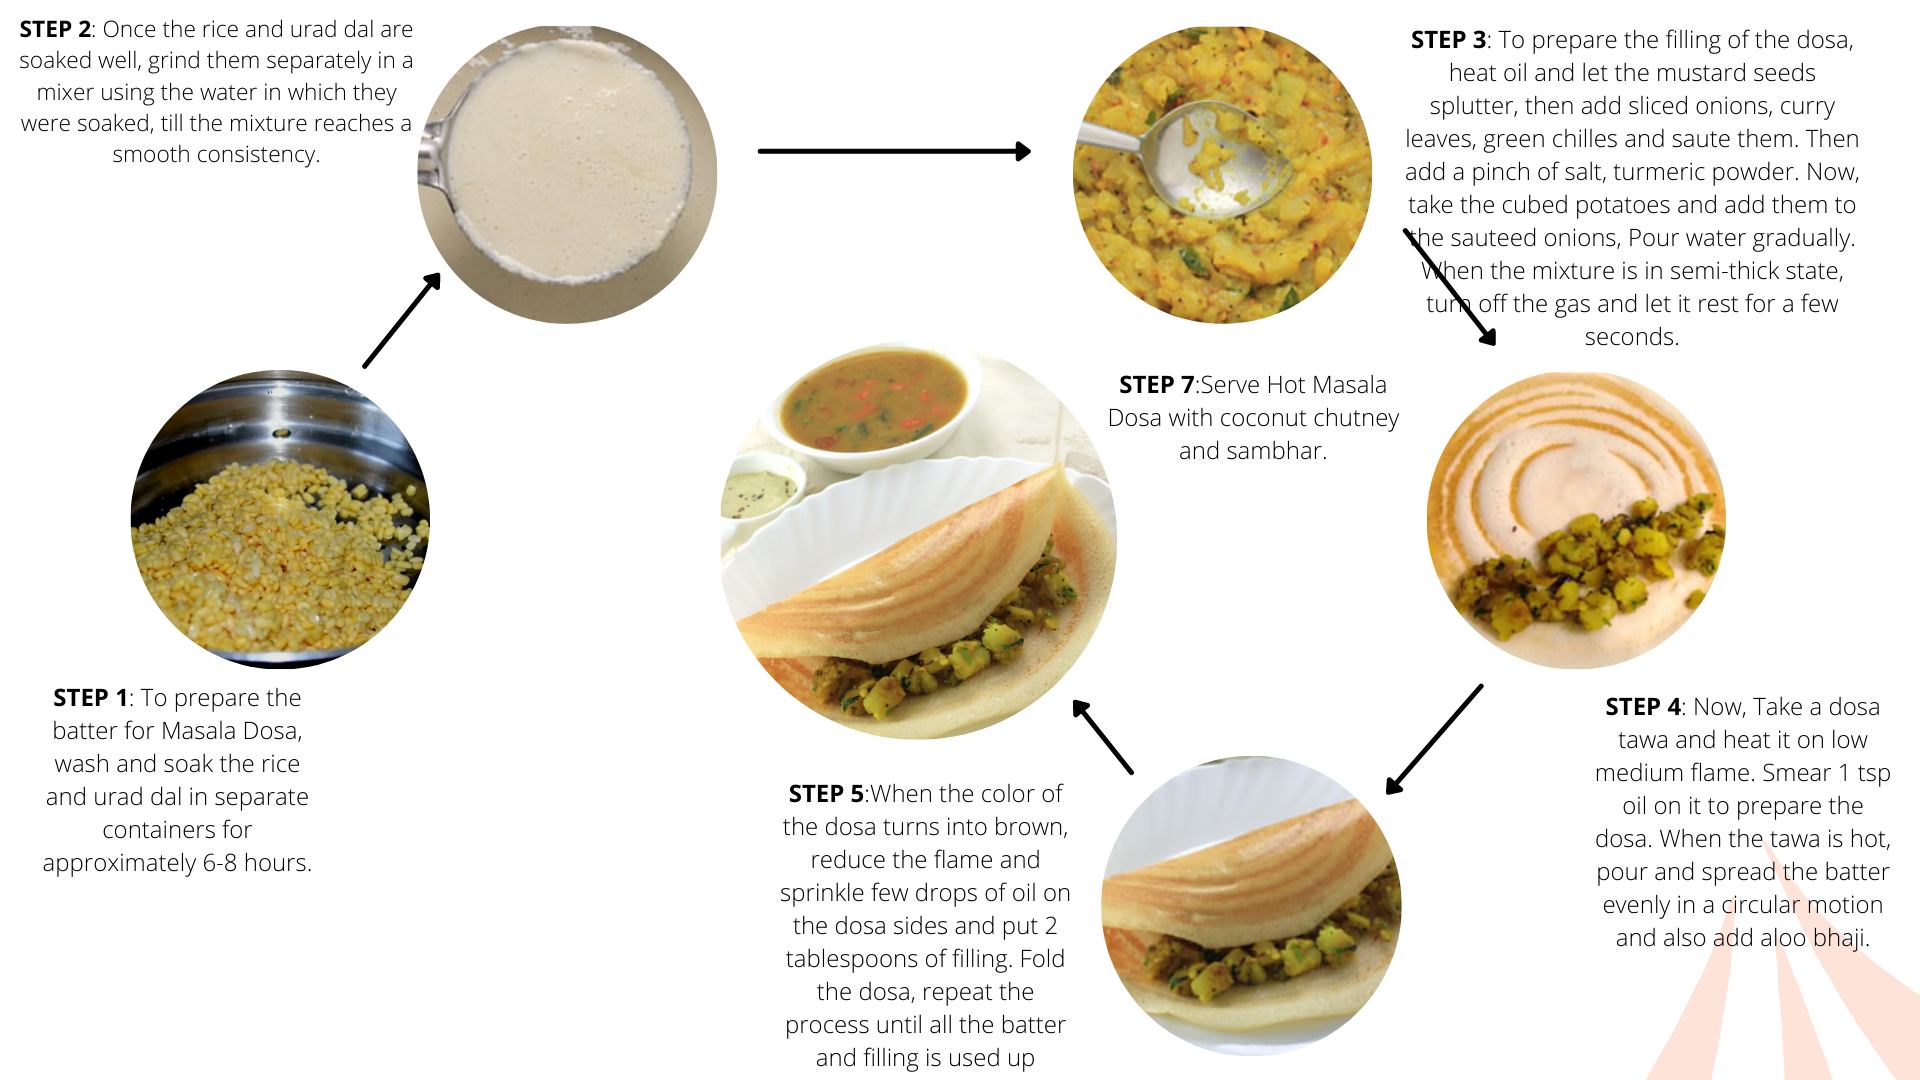 STEP 1: To prepare the
batter for Masala Dosa,
wash and soak the rice
and urad dal in separate
containers for
approximately 6-8 hours.
STEP 2: Once the rice and urad dal are
soaked well, grind them separately in a
mixer using the water in which they
were soaked, till the mixture reaches a
smooth consistency.
STEP 3: To prepare the filling of the dosa,
heat oil and let the mustard seeds
splutter, then add sliced onions, curry
leaves, green chilles and saute them. Then
add a pinch of salt, turmeric powder. Now,
take the cubed potatoes and add them to
the sauteed onions, Pour water gradually.
When the mixture is in semi-thick state,
turn off the gas and let it rest for a few
seconds.
STEP 4: Now, Take a dosa
tawa and heat it on low
medium flame. Smear 1 tsp
oil on it to prepare the
dosa. When the tawa is hot,
pour and spread the batter
evenly in a circular motion
and also add aloo bhaji.
STEP 5:When the color of
the dosa turns into brown,
reduce the flame and
sprinkle few drops of oil on
the dosa sides and put 2
tablespoons of filling. Fold
the dosa, repeat the
process until all the batter
and filling is used up
STEP 7:Serve Hot Masala
Dosa with coconut chutney
and sambhar.